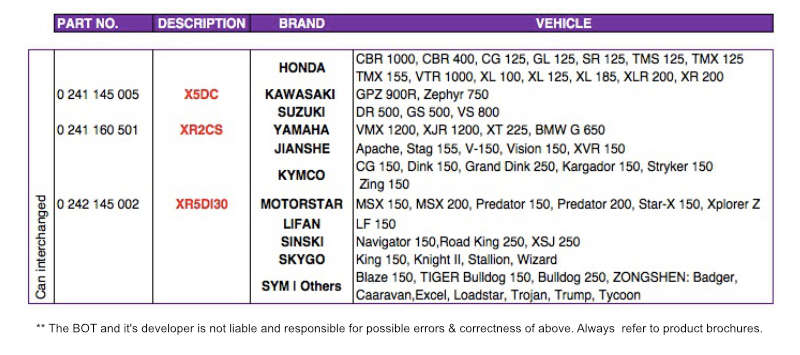 PART NO. DESCRIPTION BRAND VEHICLE
HONDA CBR 1000, CBR 400, CG 125, GL 125, SR 125, TMS 125, TMX 125
TMX 155, VTR 1000, XL 100, XL 125, XL 185, XLR 200, XR 200
0 241 145 005 X5DC KAWASAKI GPZ 900R, Zephyr 750
SUZUKI DR 500, GS 500, VS 800
0 241 160 501 XR2CS YAMAHA VMX 1200, XJR 1200, XT 225, BMW G 650
JIANSHE Apache, Stag 155, V-150, Vision 150, XVR 150
KYMCO CG 150, Dink 150, Grand Dink 250, Kargador 150, Stryker 150
Zing 150
0 242 145 002 XR5DI30 MOTORSTAR MSX 150, MSX 200, Predator 150, Predator 200, Star-X 150, Xplorer Z
LIFAN LF 150
SINSKI Navigator 150,Road King 250, XSJ 250
SKYGO King 150, Knight II, Stallion, Wizard
SYM I Others Blaze 150, TIGER Bulldog 150, Bulldog 250, ZONGSHEN: Badger,
Caaravan,Excel, Loadstar, Trojan, Trump, Tycoon
Can interchanged
** The BOT and it's developer is not liable and responsible for possible errors & correctness of above. Always refer to product brochures.